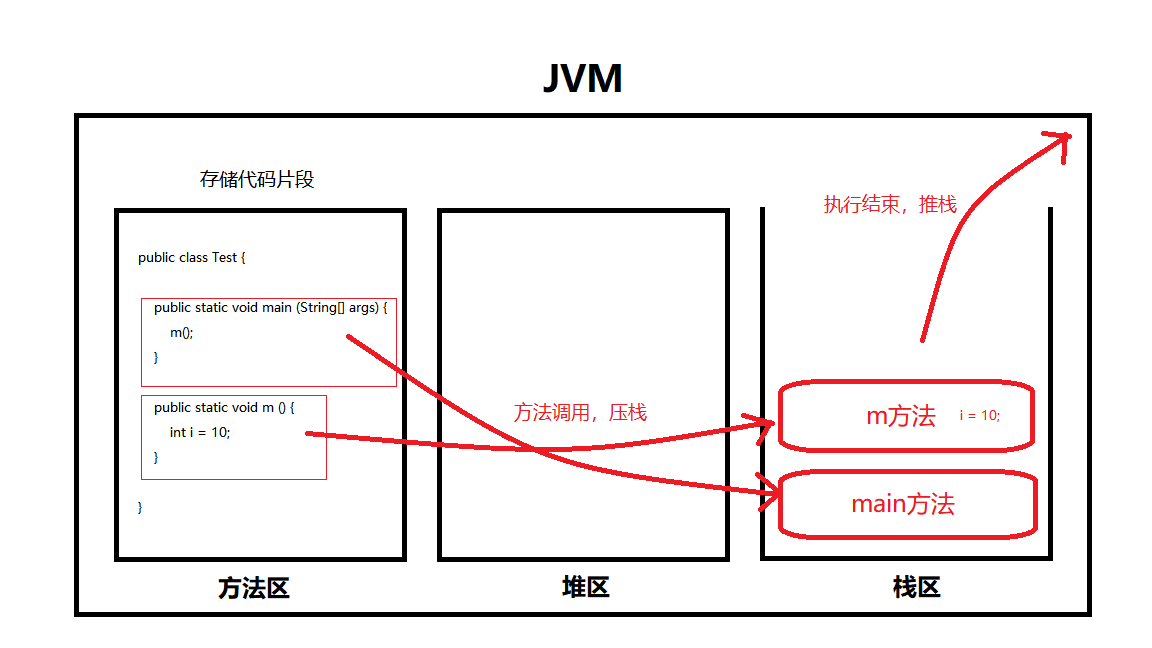 JVM
存储代码片段
public class Test {
public static void main (String[] args) {
m();
}
public static void m () {
int i = 10;
}
}
方法区
方法调用，压栈
堆区
执行结束，推栈
m方法 i = 10;
main方法
栈区